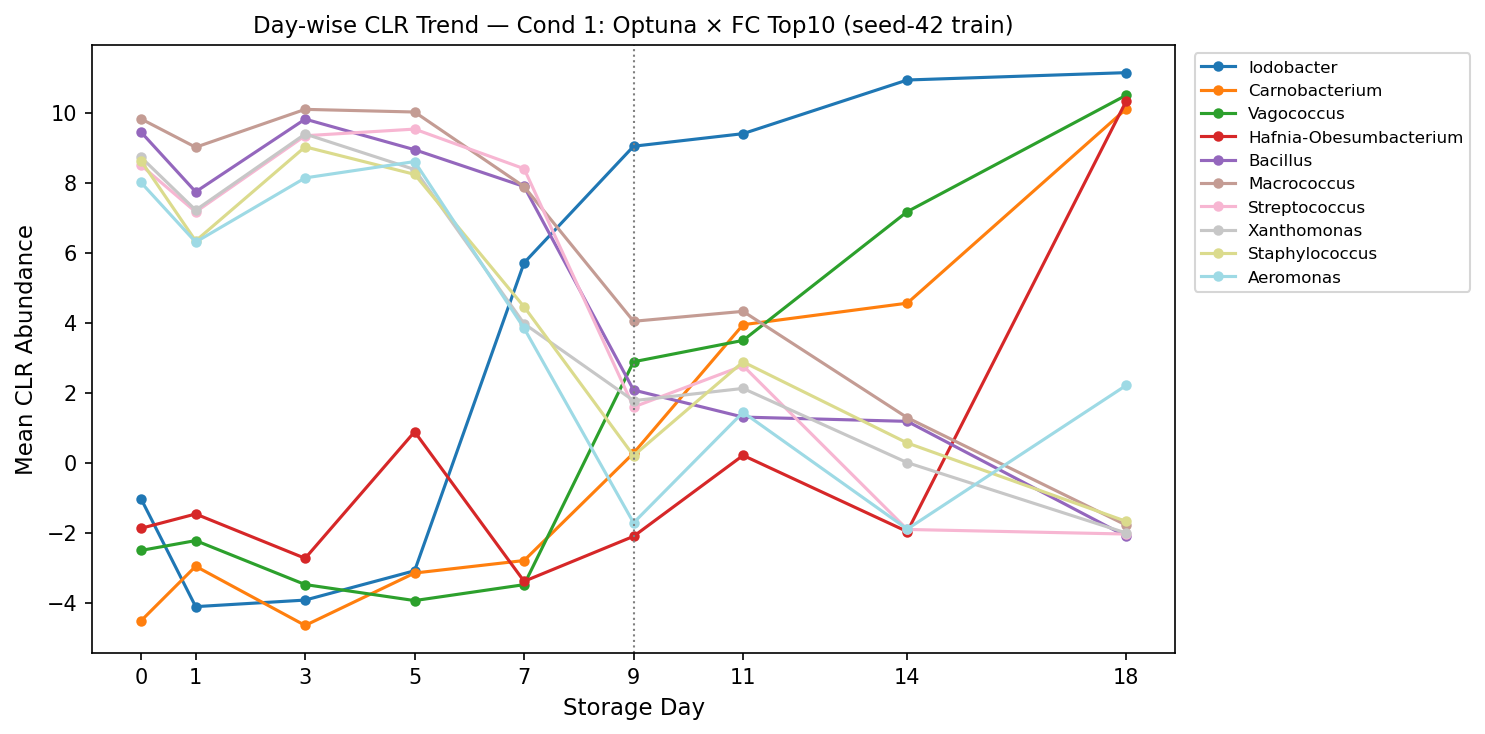 Day-wise CLR Trend — Cond 1: Optuna × FC Top10 (seed-42 train)
Mean CLR Abundance
10
8
6
4
2
0
−2
−4
0 1 3 5 7 9 11 14 18
Storage Day
Iodobacter
Carnobacterium
Vagococcus
Hafnia-Obesumbacterium
Bacillus
Macrococcus
Streptococcus
Xanthomonas
Staphylococcus
Aeromonas